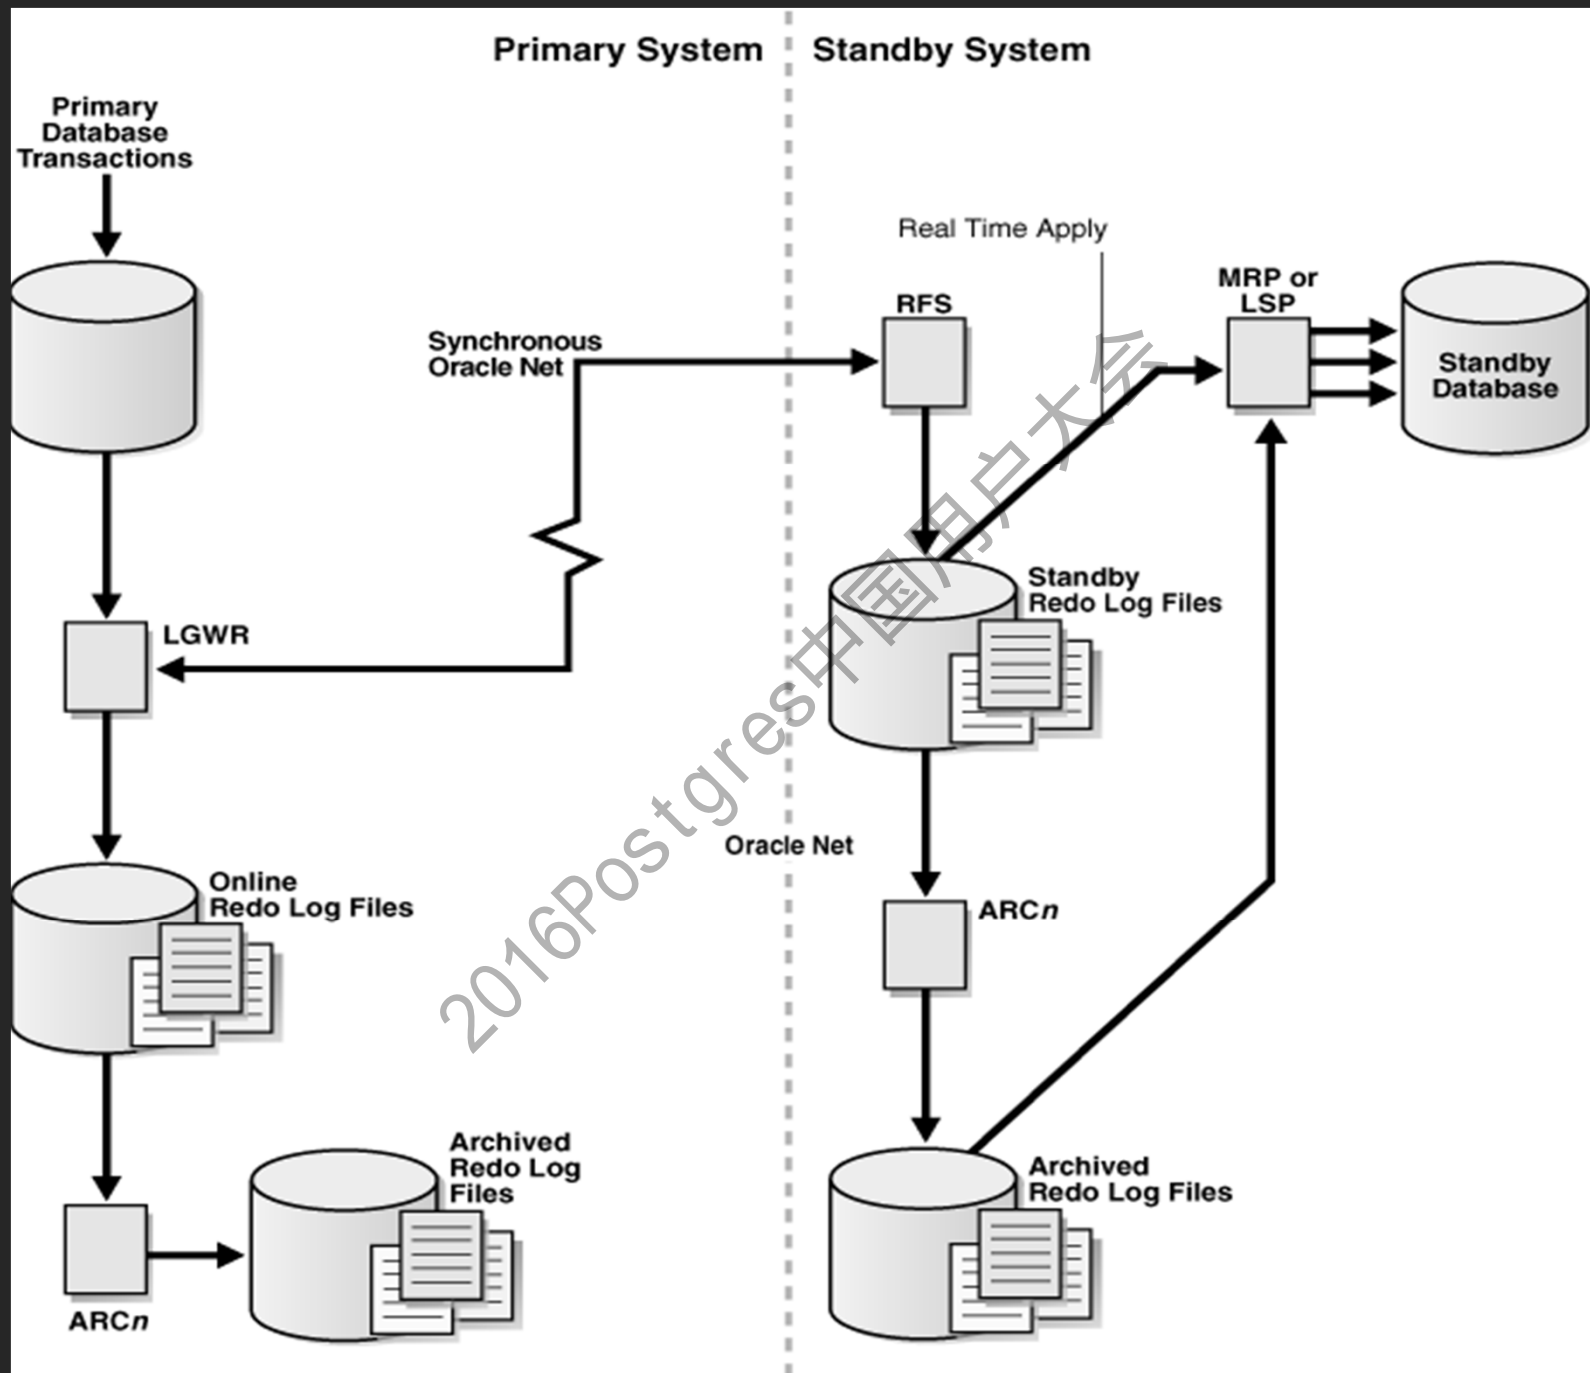 Primary System
Standby System
Primary
Database
Transactions
Real Time Apply
MRP or
LSP
RFS
Synchronous
Oracle Net
Standby
Database
Standby
Redo Log Files
LGWR
Oracle Net
Online
Redo Log Files
ARCn
Archived
Redo Log
Files
Archived
Redo Log Files
ARCn
2016Postgres中国用户大会